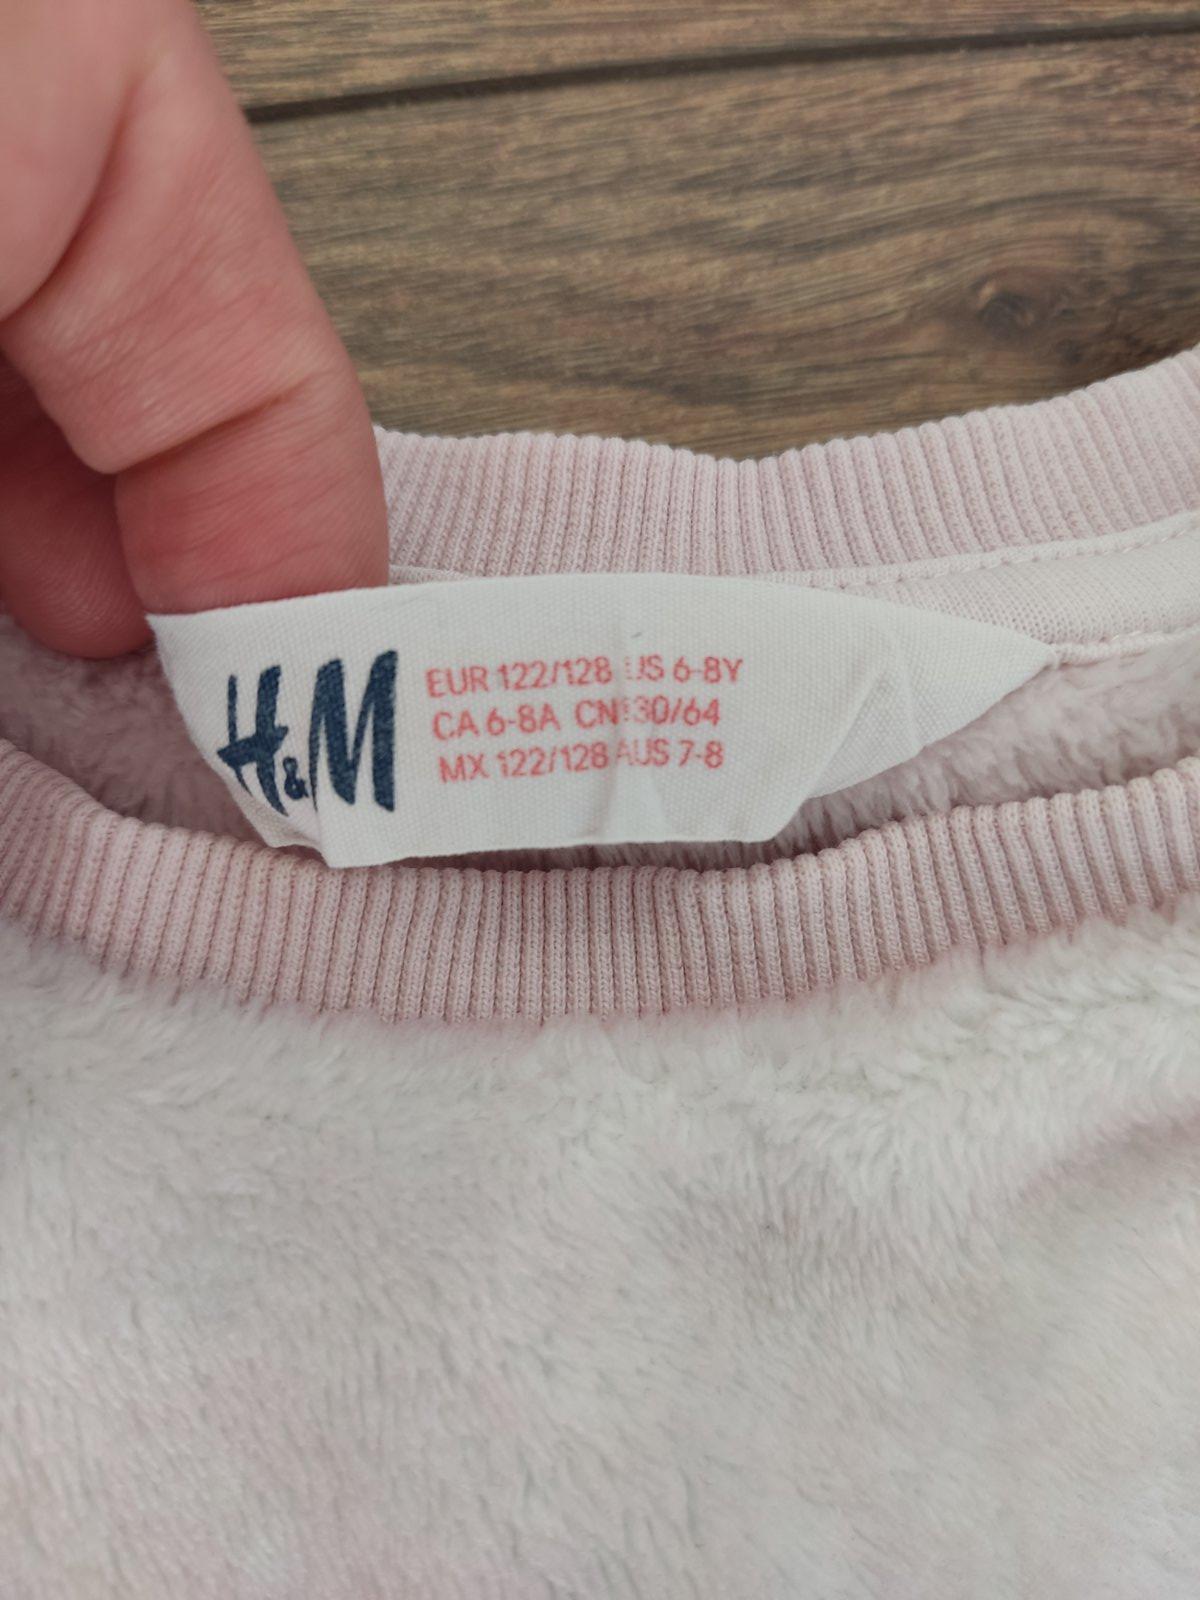 H&M
EUR 122/128 US 6-8Y
CA 6-8A CN 130/64
MX 122/128 AUS 7-8